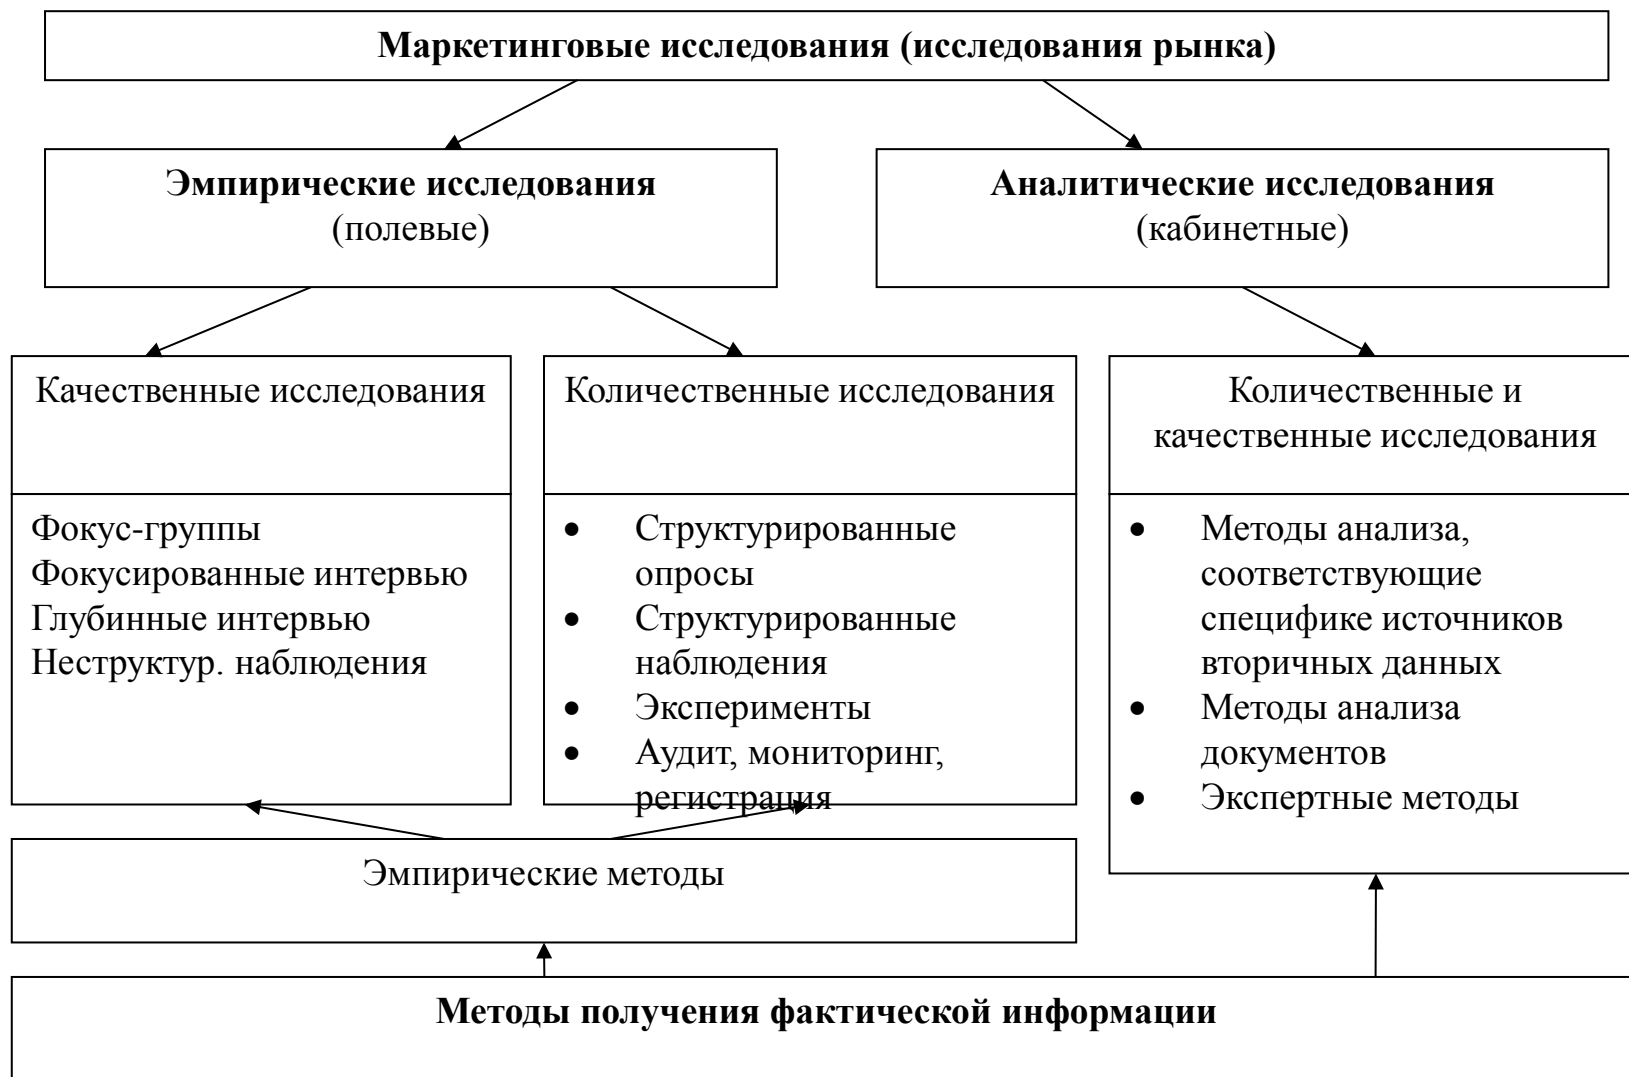 Маркетинговые исследования (исследования рынка)
Эмпирические исследования
(полевые)
Аналитические исследования
(кабинетные)
Качественные исследования
Фокус-группы
Фокусированные интервью
Глубинные интервью
Неструктур. наблюдения
Количественные исследования
• Структурированные
опросы
• Структурированные
наблюдения
• Эксперименты
• Аудит, мониторинг,
регистрация
Количественные и
качественные исследования
• Методы анализа,
соответствующие
специфике источников
вторичных данных
• Методы анализа
документов
• Экспертные методы
Эмпирические методы
Методы получения фактической информации